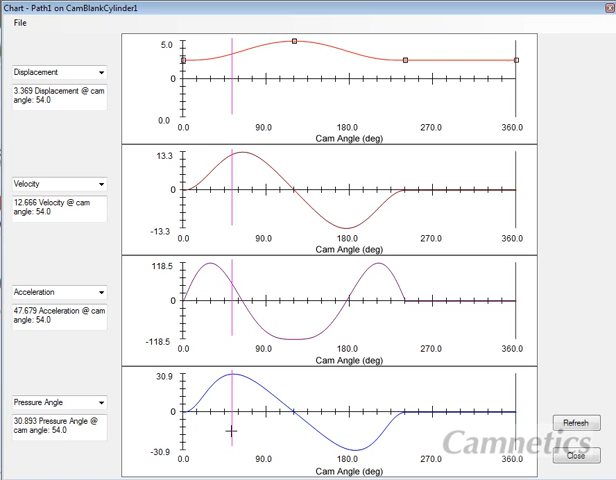 Chart - Path1 on CamBlankCylinder1
File
Displacement
3.369 Displacement @ cam
angle: 54.0
5.0
0
0.0
0.0 90.0 180.0 270.0 360.0
Cam Angle (deg)
Velocity
12.666 Velocity @ cam
angle: 54.0
13.3
0
-13.3
0.0 90.0 180.0 270.0 360.0
Cam Angle (deg)
Acceleration
47.679 Acceleration @ cam
angle: 54.0
118.5
0
-118.5
0.0 90.0 180.0 270.0 360.0
Cam Angle (deg)
Pressure Angle
30.893 Pressure Angle @
cam angle: 54.0
30.9
0
-30.9
0.0 90.0 180.0 270.0 360.0
Cam Angle (deg)
Refresh
Camnetics
Close